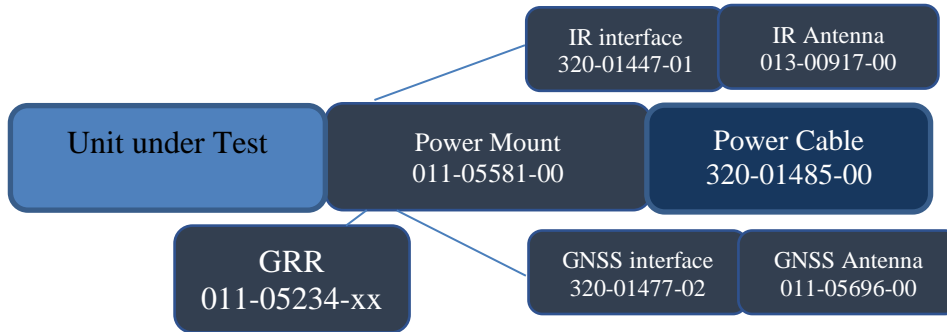 IR interface
320-01447-01
IR Antenna
013-00917-00
Unit under Test
Power Mount
011-05581-00
Power Cable
320-01485-00
GRR
011-05234-xx
GNSS interface
320-01477-02
GNSS Antenna
011-05696-00